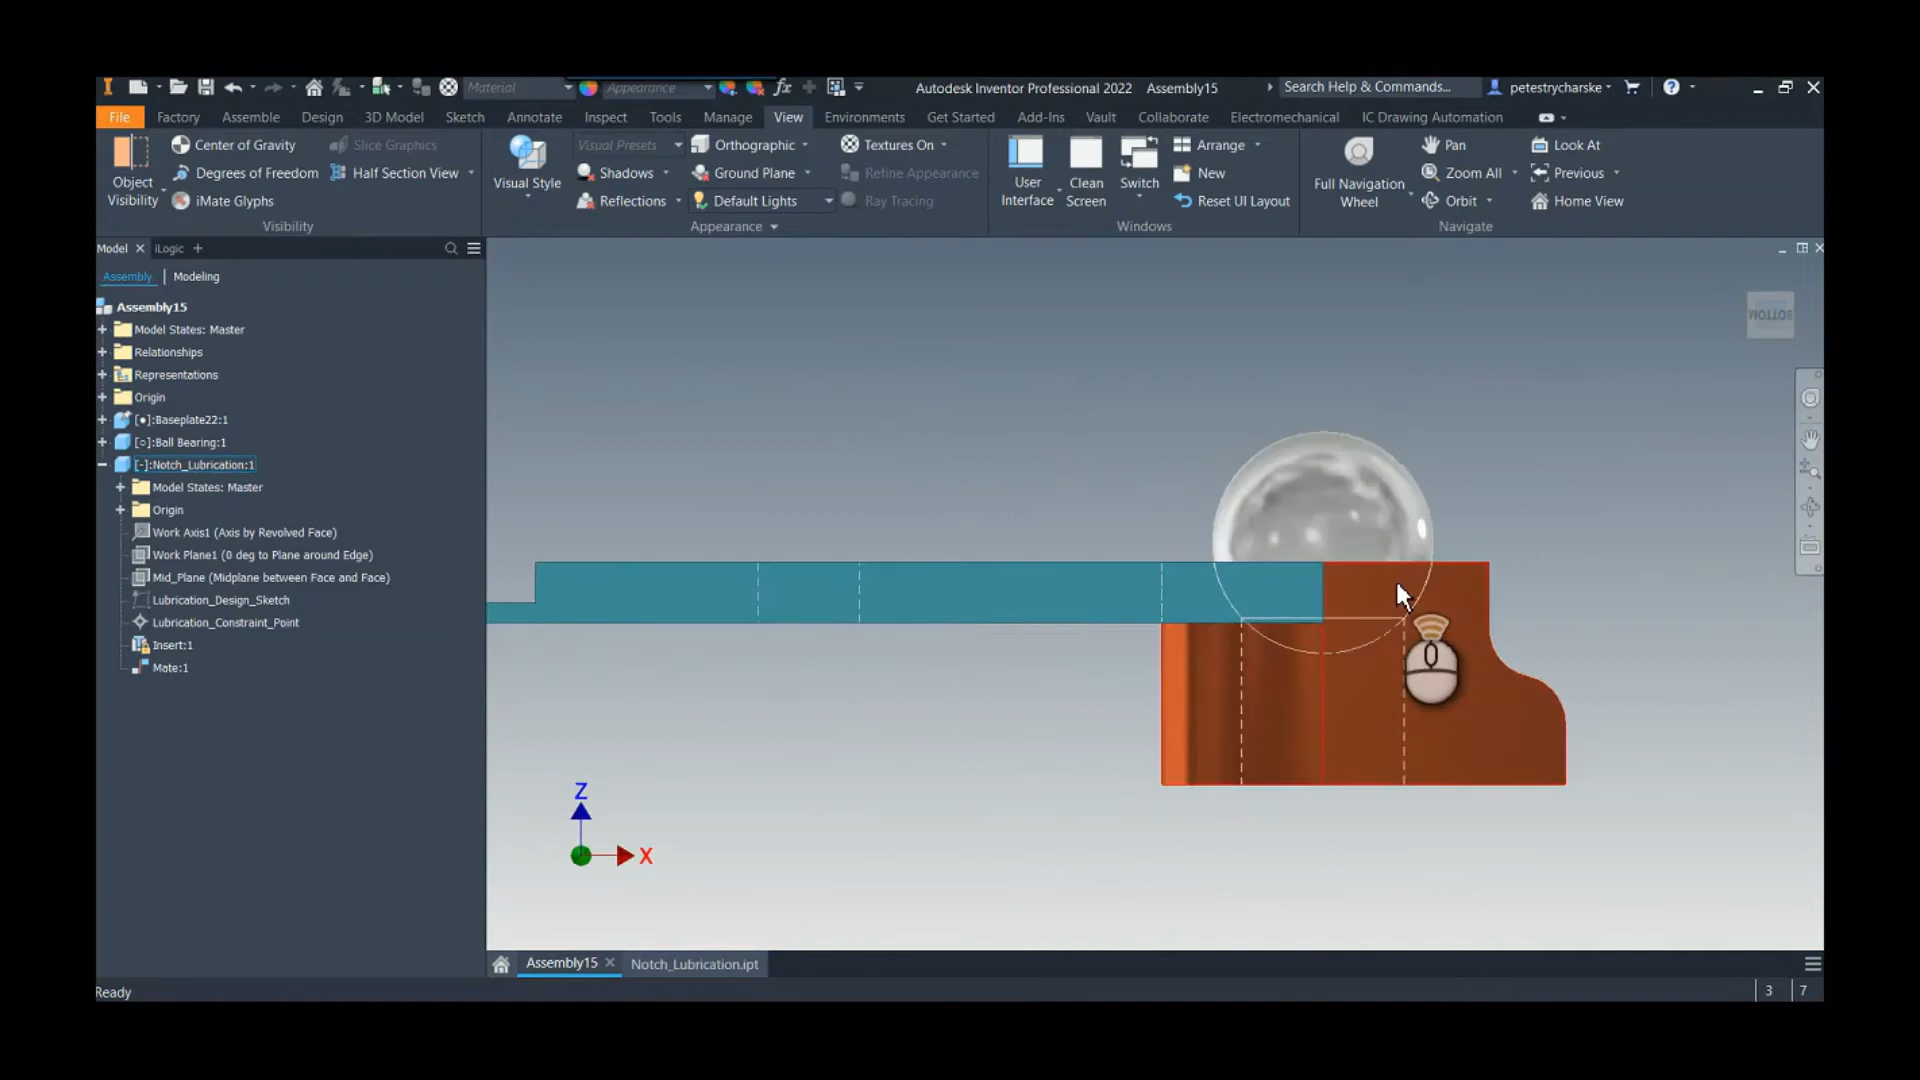 Material Appearance Autodesk Inventor Professional 2022 Assembly15 Search Help & Commands... petestrycharske
File Factory Assembly Design 3D Model Sketch Annotate Inspect Tools Manage View Environments Get Started Add-Ins Vault Collaborate Electromechanical IC Drawing Automation
Object Visibility
Center of Gravity
Degrees of Freedom
iMate Glyphs
Slice Graphics
Half Section View
Visibility
Visual Style
Visual Presets
Shadows
Reflections
Orthographic
Ground Plane
Default Lights
Textures On
Refine Appearance
Ray Tracing
Appearance
User Interface
Clean Screen
Switch
Arrange
New
Reset UI Layout
Windows
Full Navigation Wheel
Pan
Zoom All
Orbit
Look At
Previous
Home View
Navigate
Model iLogic
Assembly | Modeling
Assembly15
Model States: Master
Relationships
Representations
Origin
[•]:Baseplate22:1
[○]:Ball Bearing:1
[-]:Notch_Lubrication:1
Model States: Master
Origin
Work Axis1 (Axis by Revolved Face)
Work Plane1 (0 deg to Plane around Edge)
Mid_Plane (Midplane between Face and Face)
Lubrication_Design_Sketch
Lubrication_Constraint_Point
Insert:1
Mate:1
BOTTOM
Z
X
Assembly15 Notch_Lubrication.ipt
Ready 3 7